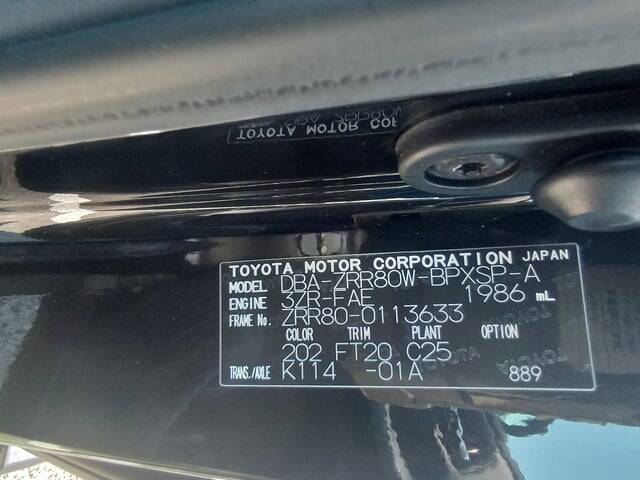 TOYOTA MOTOR CORPORATION JAPAN
MODEL DBA-ZRR80W-BPXSP-A
ENGINE 3ZR-FAE 1986 mL
FRAME No. ZRR80-0113633
COLOR TRIM PLANT OPTION
202 FT20 C25
TRANS./AXLE K114 -01A 889